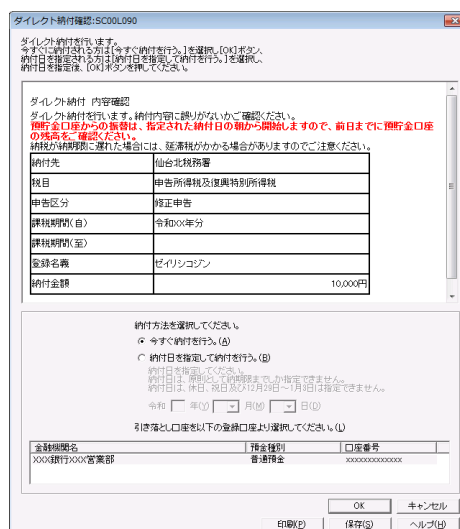 ダイレクト納付確認:SC00L090
ダイレクト納付を行います。
今すぐに納付される方は[今すぐ納付を行う。]を選択し[OK]ボタン、
納付日を指定される方は[納付日を指定して納付を行う。]を選択し、
納付日を指定後、[OK]ボタンを押してください。
ダイレクト納付 内容確認
ダイレクト納付を行います。納付内容に誤りがないかご確認ください。
預貯金口座からの振替は、指定された納付日の朝から開始しますので、前日までに預貯金口座
の残高をご確認ください。
納税が納期限に遅れた場合には、延滞税がかかる場合がありますのでご注意ください。
納付先 仙台北税務署
税目 申告所得税及復興特別所得税
申告区分 修正申告
課税期間(自) 令和XX年分
課税期間(至)
登録名義 ゼイリシコジン
納付金額 10,000円
納付方法を選択してください。
今すぐ納付を行う。(A)
納付日を指定して納付を行う。(B)
納付日を指定してください。
納付日は、原則として納期限までしか指定できません。
納付日は、休日、祝日及び12月29日~1月3日は指定できません。
令和 年(Y) 月(M) 日(D)
引き落とし口座を以下の登録口座より選択してください。(L)
金融機関名 預金種別 口座番号
XXX銀行XXX営業部 普通預金 xxxxxxxxxxxxx
OK キャンセル
印刷(P) 保存(S) ヘルプ(H)